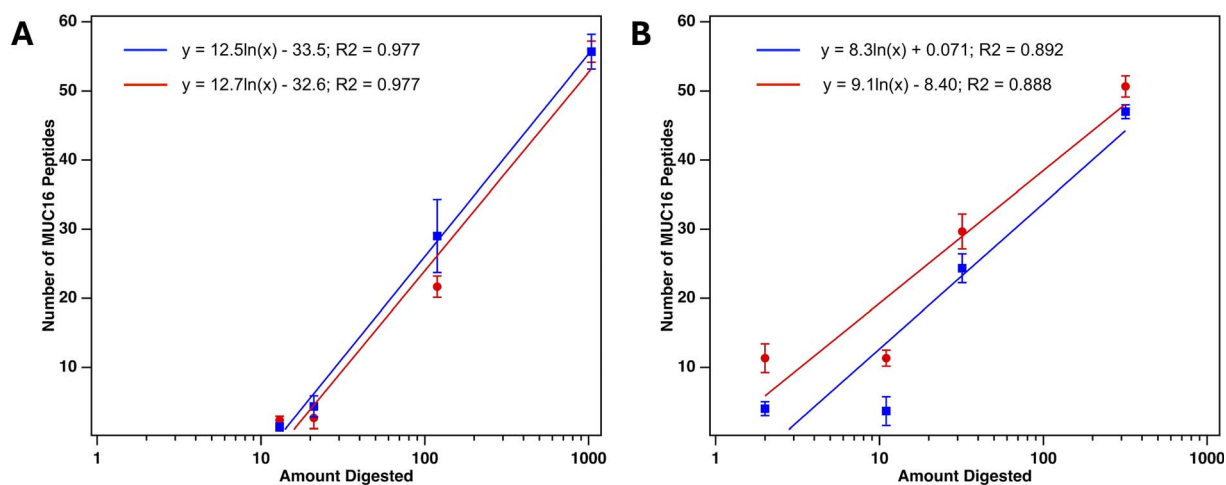 A
60
50
40
30
20
10
Number of MUC16 Peptides
y = 12.5ln(x) - 33.5; R2 = 0.977
y = 12.7ln(x) - 32.6; R2 = 0.977
1
10
100
1000
Amount Digested
B
60
50
40
30
20
10
Number of MUC16 Peptides
y = 8.3ln(x) + 0.071; R2 = 0.892
y = 9.1ln(x) - 8.40; R2 = 0.888
1
10
100
1000
Amount Digested